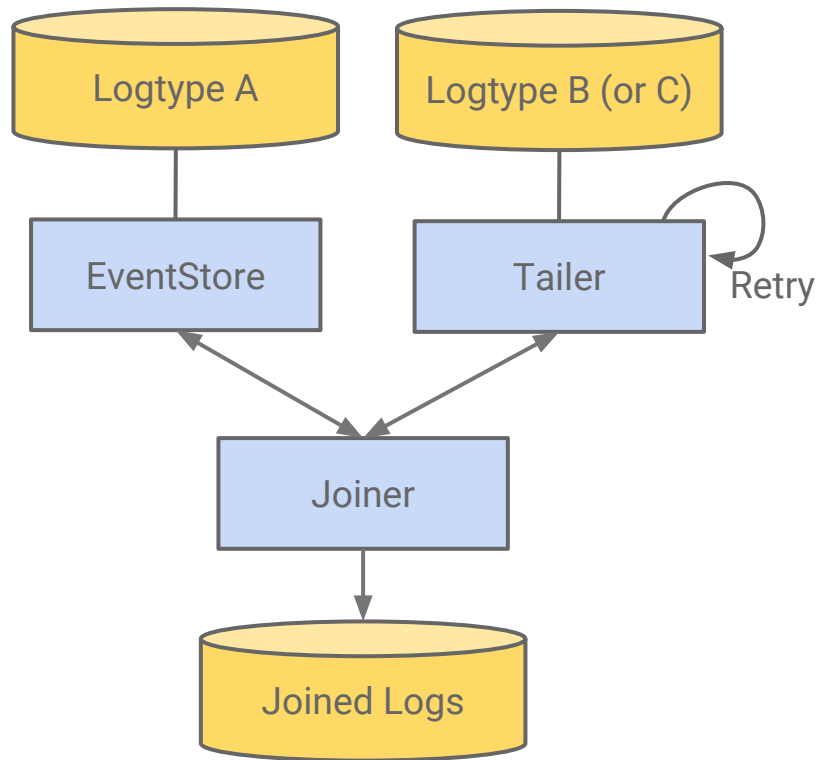 Logtype A
Logtype B (or C)
EventStore
Tailer
Retry
Joiner
Joined Logs